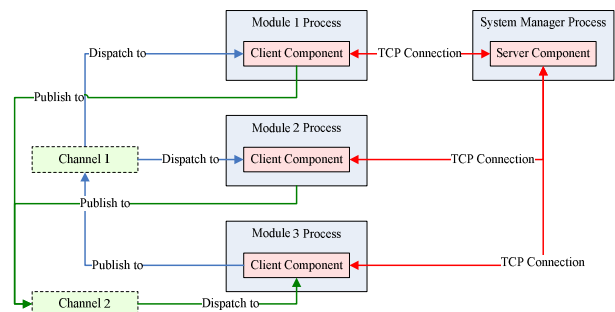 Module 1 Process
System Manager Process
Dispatch to
Client Component
TCP Connection
Server Component
Publish to
Module 2 Process
Channel 1
Dispatch to
Client Component
TCP Connection
Publish to
Module 3 Process
Publish to
Client Component
TCP Connection
Channel 2
Dispatch to